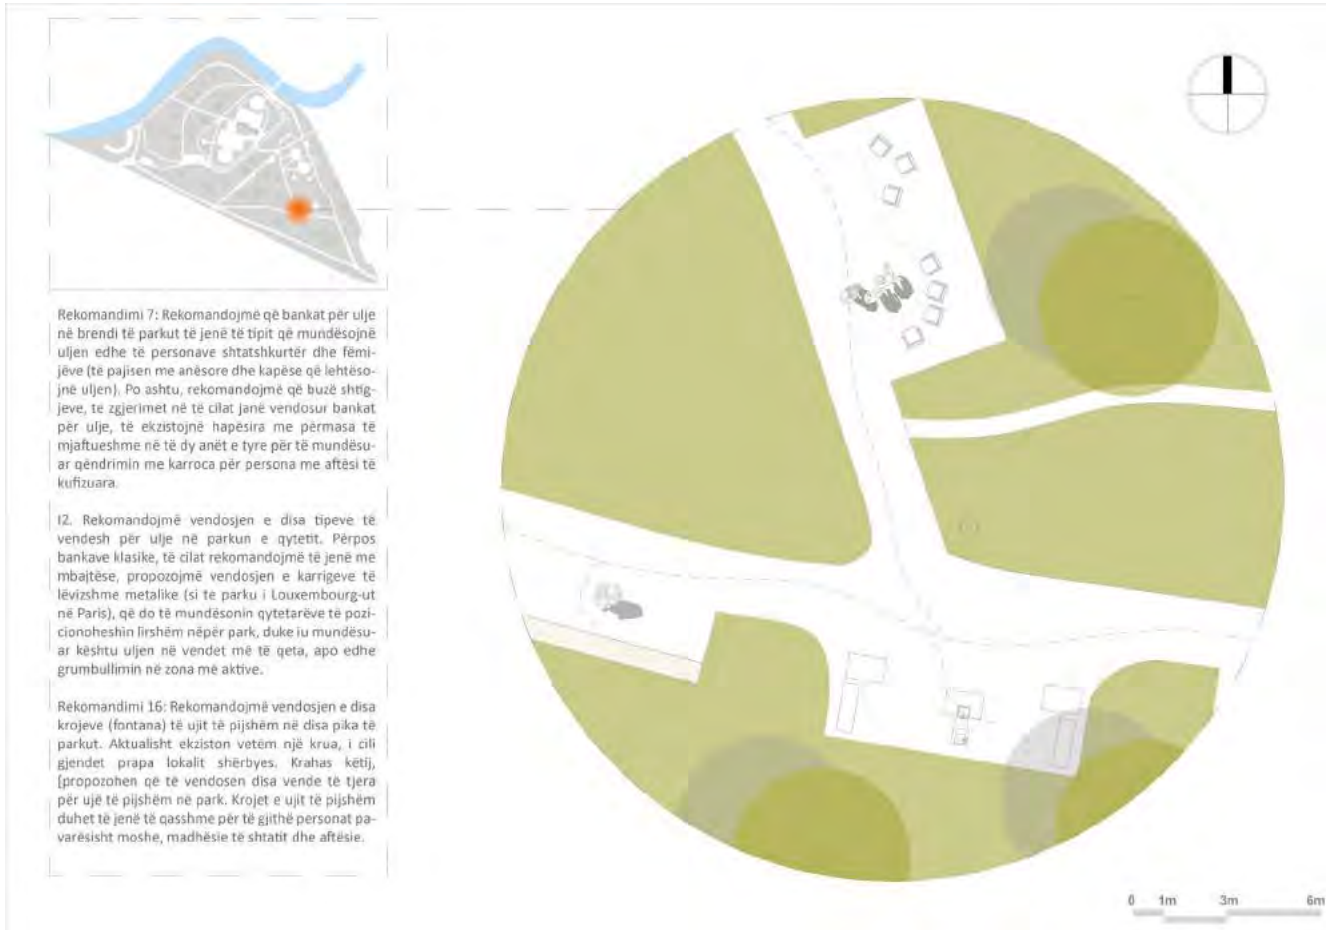 Rekomandimi 7: Rekomandojmë që bankat për ulje
në brendi të parkut të jenë të tipit që mundësojnë
uljen edhe të personave shtatshkurtër dhe fëmi-
jëve (të pajisen me anësore dhe kapëse që lehtëso-
jnë uljen). Po ashtu, rekomandojmë që buzë shtig-
jeve, te zgjerimet në të cilat janë vendosur bankat
për ulje, të ekzistojnë hapësira me përmasa të
mjaftueshme në të dy anët e tyre për të mundësu-
ar qëndrimin me karroca për persona me aftësi të
kufizuara.
I2. Rekomandojmë vendosjen e disa tipeve të
vendesh për ulje në parkun e qytetit. Përpos
bankave klasike, të cilat rekomandojmë të jenë me
mbajtëse, propozojmë vendosjen e karrigeve të
lëvizshme metalike (si te parku i Louxembourg-ut
në Paris), që do të mundësonin qytetarëve të pozi-
cionoheshin lirshëm nëpër park, duke iu mundësu-
ar kështu uljen në vendet më të qeta, apo edhe
grumbullimin në zona më aktive.
Rekomandimi 16: Rekomandojmë vendosjen e disa
krojeve (fontana) të ujit të pijshëm në disa pika të
parkut. Aktualisht ekziston vetëm një krua, i cili
gjendet prapa lokalit shërbyes. Krahas këtij,
[propozohen që të vendosen disa vende të tjera
për ujë të pijshëm në park. Krojet e ujit të pijshëm
duhet të jenë të qasshme për të gjithë personat pa-
varësisht moshe, madhësie të shtatit dhe aftësie.
0 1m 3m 6m